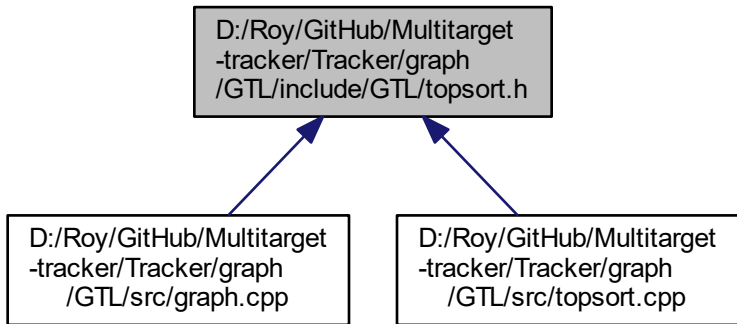 D:/Roy/GitHub/Multitarget
-tracker/Tracker/graph
/GTL/include/GTL/topsort.h
D:/Roy/GitHub/Multitarget
-tracker/Tracker/graph
/GTL/src/graph.cpp
D:/Roy/GitHub/Multitarget
-tracker/Tracker/graph
/GTL/src/topsort.cpp